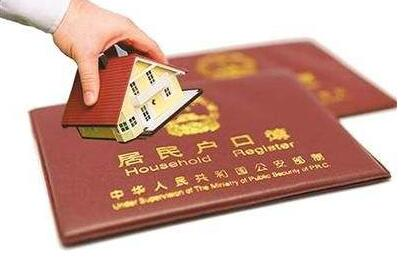 居民户口簿
Household Register
中华人民共和国公安部制
Under Supervision of The Ministry of Public Security of P.R.C.